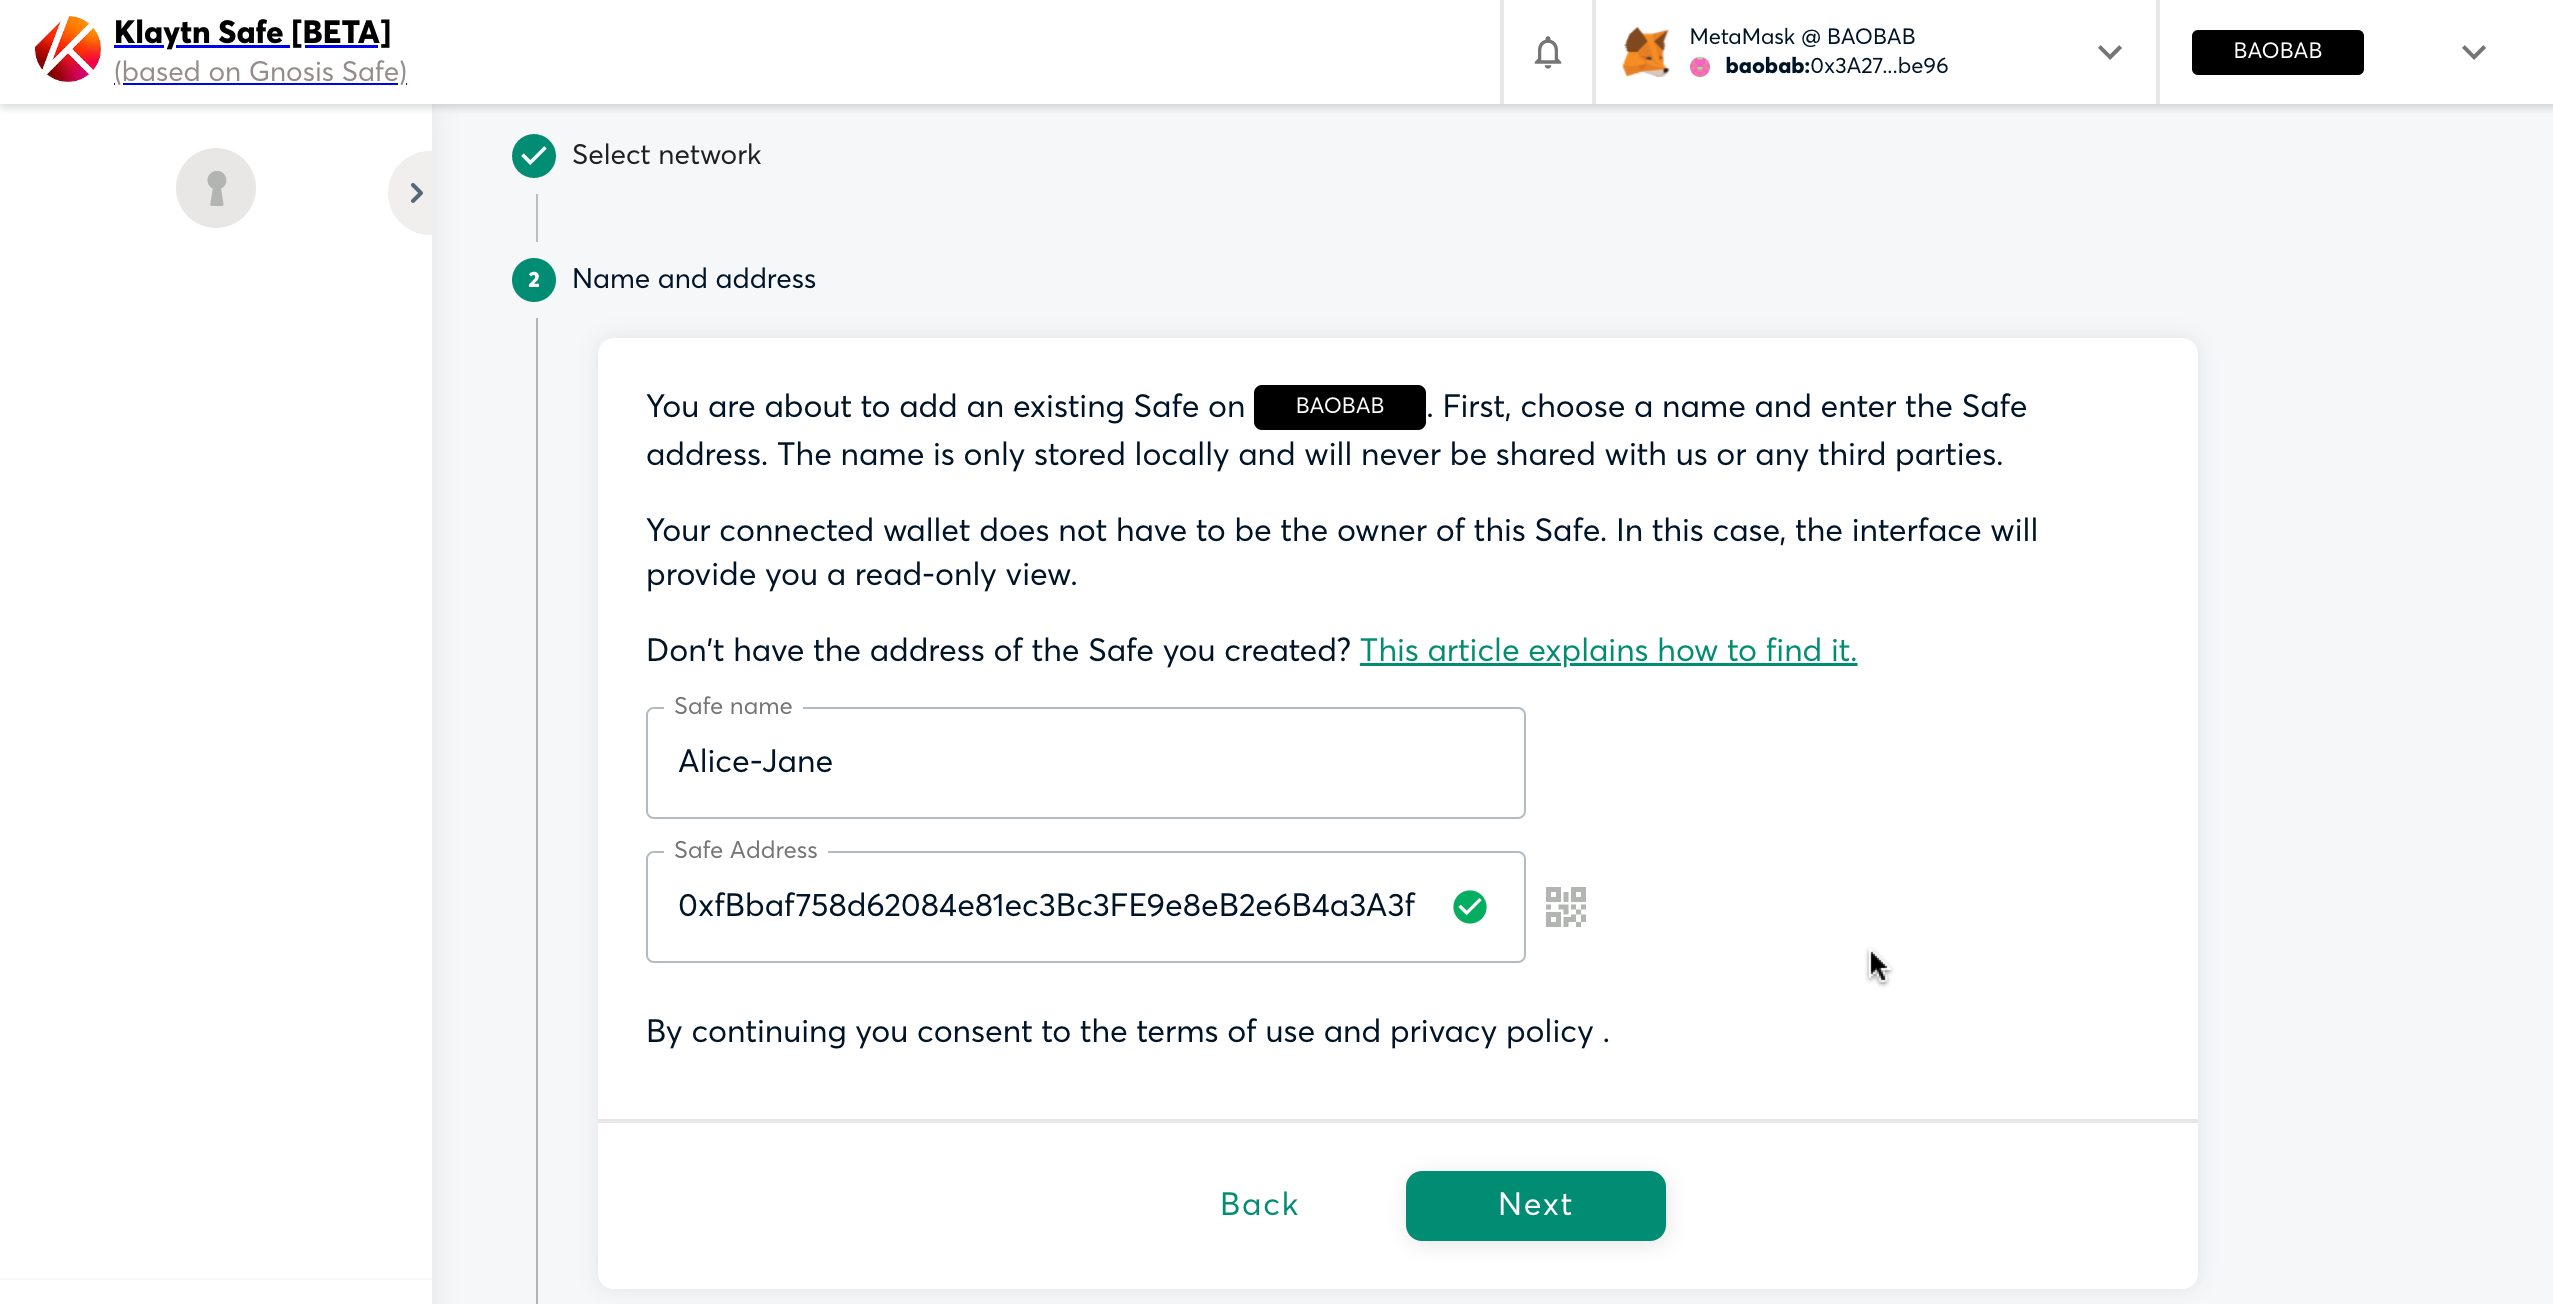 Klaytn Safe [BETA]
(based on Gnosis Safe)
MetaMask @ BAOBAB
baobab:0x3A27...be96
BAOBAB
Select network
2 Name and address
You are about to add an existing Safe on BAOBAB . First, choose a name and enter the Safe
address. The name is only stored locally and will never be shared with us or any third parties.
Your connected wallet does not have to be the owner of this Safe. In this case, the interface will
provide you a read-only view.
Don't have the address of the Safe you created? This article explains how to find it.
Safe name
Alice-Jane
Safe Address
0xfBbaf758d62084e81ec3Bc3FE9e8eB2e6B4a3A3f
By continuing you consent to the terms of use and privacy policy .
Back
Next